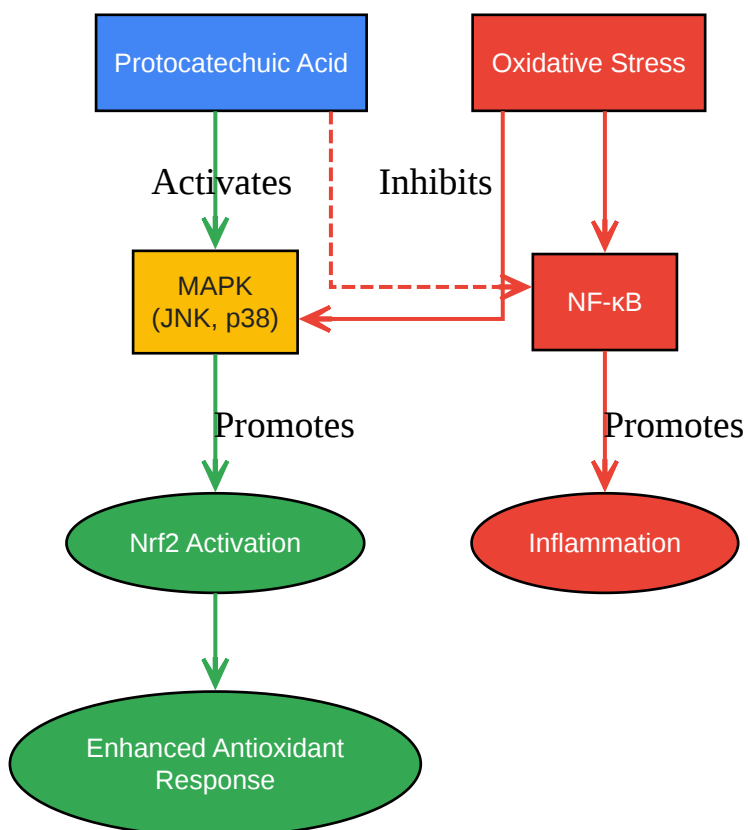 Protocatechuic Acid
Oxidative Stress
Activates
Inhibits
MAPK
(JNK, p38)
NF-κB
Promotes
Promotes
Nrf2 Activation
Inflammation
Enhanced Antioxidant
Response